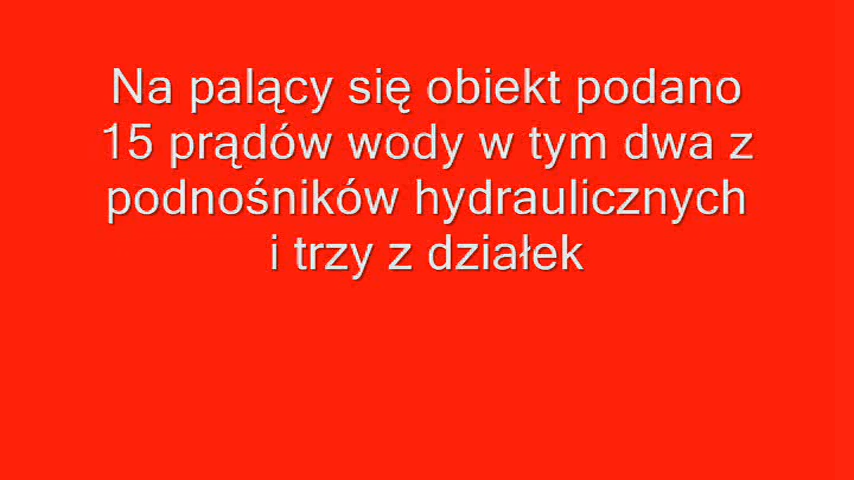 Na palący się obiekt podano
15 prądów wody w tym dwa z
podnośników hydraulicznych
i trzy z działek